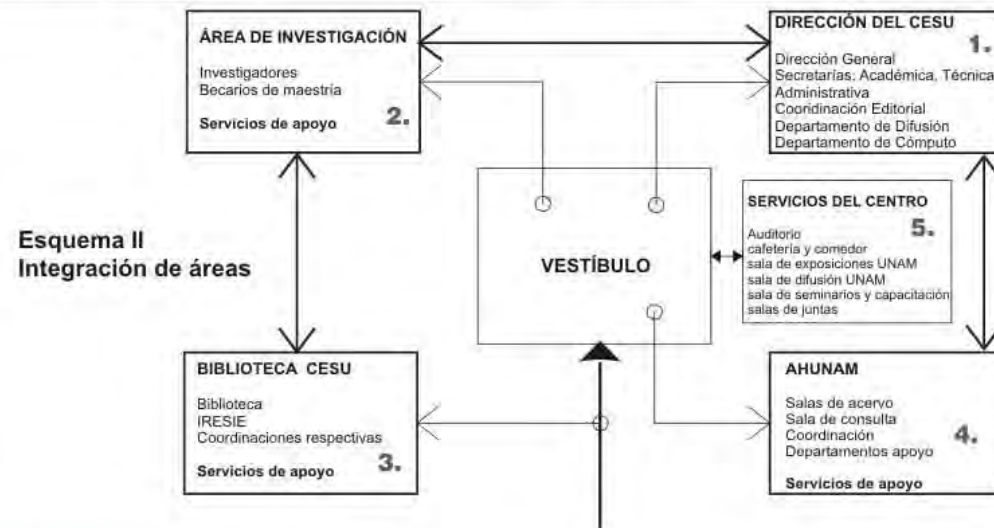 ÁREA DE INVESTIGACIÓN
Investigadores
Becarios de maestría
Servicios de apoyo 2.
DIRECCIÓN DEL CESU
1.
Dirección General
Secretarías: Académica, Técnica
Administrativa
Cooridinación Editorial
Departamento de Difusión
Departamento de Cómputo
Esquema II
Integración de áreas
VESTÍBULO
SERVICIOS DEL CENTRO
5.
Auditorio
cafetería y comedor
sala de exposiciones UNAM
sala de difusión UNAM
sala de seminarios y capacitación
salas de juntas
BIBLIOTECA CESU
Biblioteca
IRESIE
Coordinaciones respectivas
Servicios de apoyo 3.
AHUNAM
Salas de acervo
Sala de consulta
Coordinación 4.
Departamentos apoyo
Servicios de apoyo